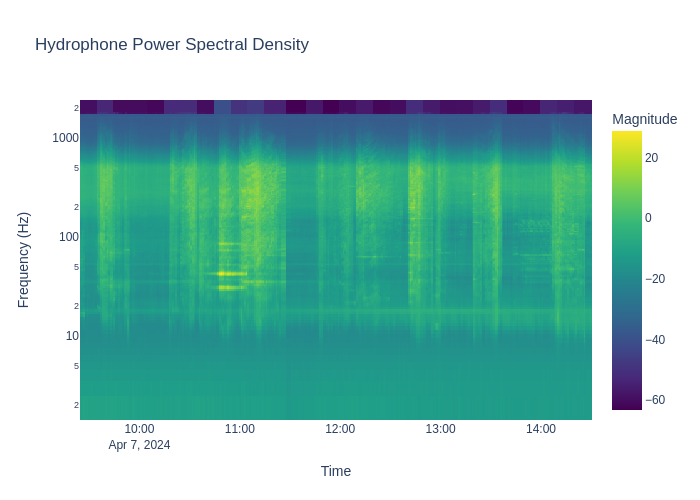 Hydrophone Power Spectral Density
Magnitude
20
0
−20
−40
−60
2
1000
5
2
100
5
2
10
5
2
Frequency (Hz)
10:00 11:00 12:00 13:00 14:00
Apr 7, 2024
Time